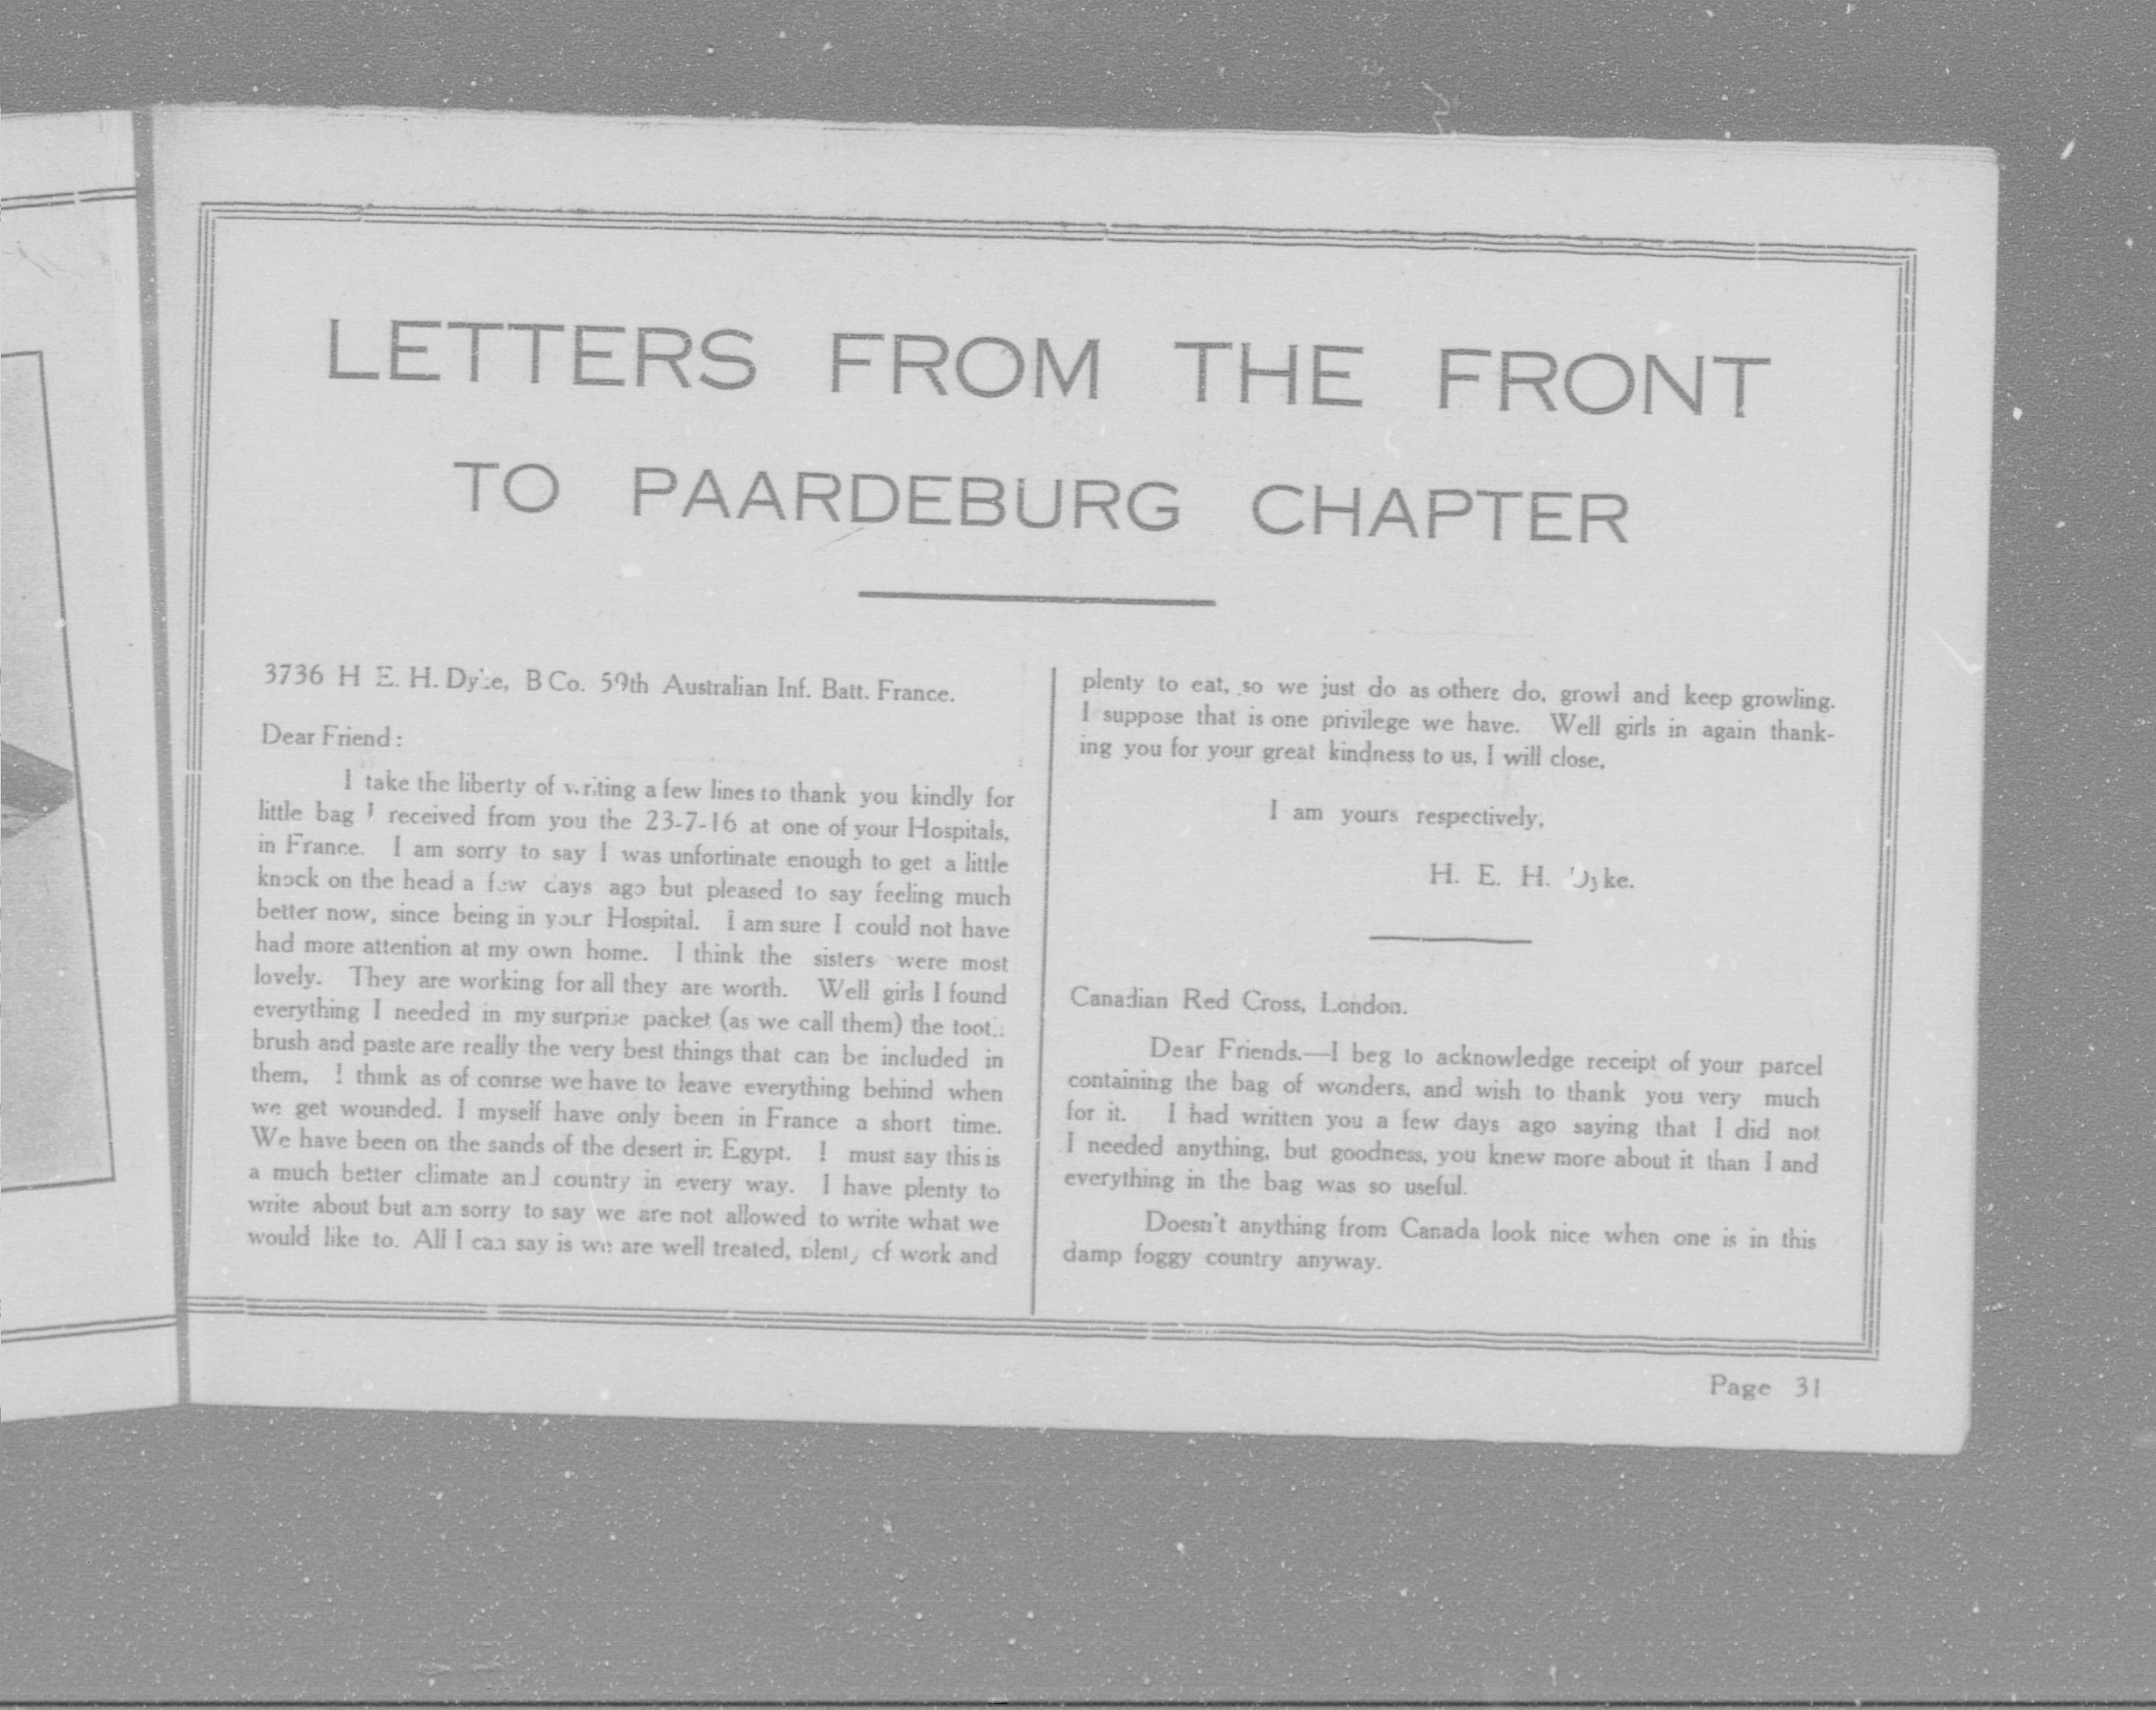 LETTERS FROM THE FRONT
TO PAARDEBURG CHAPTER
3736 H E. H. Dyke, B Co. 59th Australian Inf. Batt. France.
Dear Friend:
I take the liberty of writing a few lines to thank you kindly for
little bag I received from you the 23-7-16 at one of your Hospitals,
in France. I am sorry to say I was unfortinate enough to get a little
knock on the head a few days ago but pleased to say feeling much
better now, since being in your Hospital. I am sure I could not have
had more attention at my own home. I think the sisters were most
lovely. They are working for all they are worth. Well girls I found
everything I needed in my surprise packet (as we call them) the tooth
brush and paste are really the very best things that can be included in
them, I think as of conrse we have to leave everything behind when
we get wounded. I myself have only been in France a short time.
We have been on the sands of the desert in Egypt. I must say this is
a much better climate and country in every way. I have plenty to
write about but am sorry to say we are not allowed to write what we
would like to. All I can say is we are well treated, plenty of work and
plenty to eat, so we just do as others do, growl and keep growling.
I suppose that is one privilege we have. Well girls in again thank-
ing you for your great kindness to us, I will close,
I am yours respectively,
H. E. H. Dyke.
Canadian Red Cross, London.
Dear Friends.—I beg to acknowledge receipt of your parcel
containing the bag of wonders, and wish to thank you very much
for it. I had written you a few days ago saying that I did not
I needed anything, but goodness, you knew more about it than I and
everything in the bag was so useful.
Doesn't anything from Canada look nice when one is in this
damp foggy country anyway.
Page 31